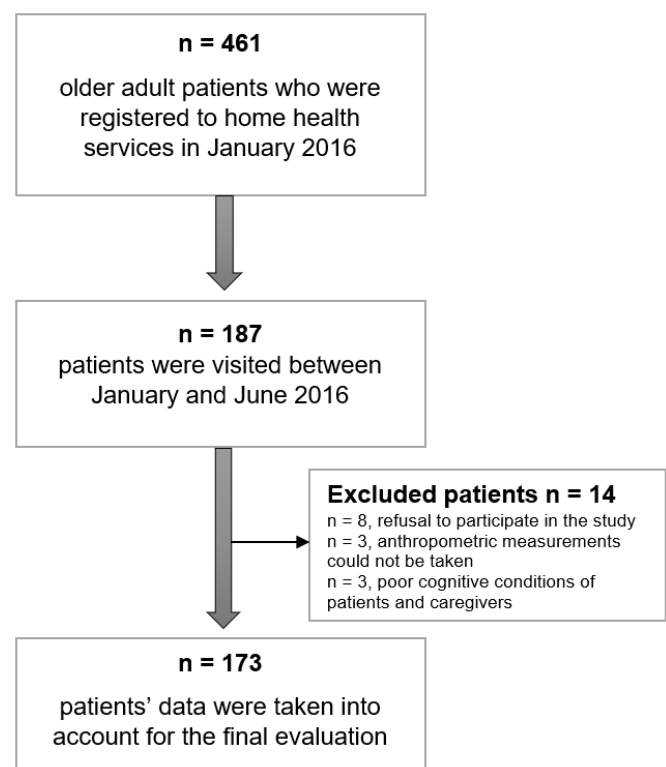 n = 461
older adult patients who were
registered to home health
services in January 2016
n = 187
patients were visited between
January and June 2016
Excluded patients n = 14
n = 8, refusal to participate in the study
n = 3, anthropometric measurements
could not be taken
n = 3, poor cognitive conditions of
patients and caregivers
n = 173
patients’ data were taken into
account for the final evaluation